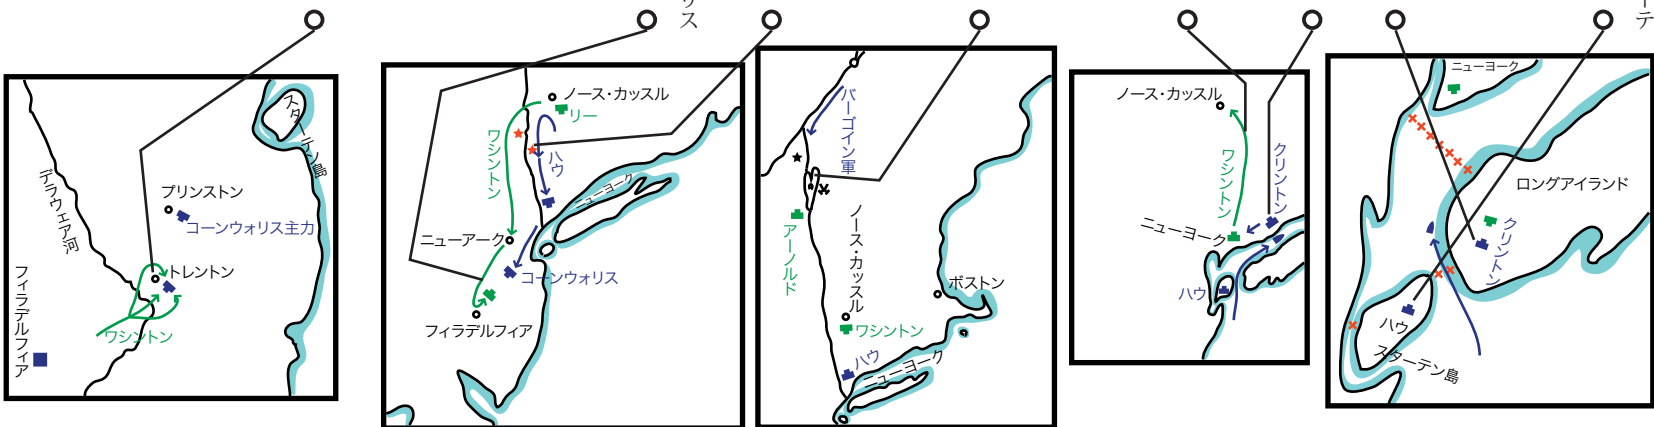 リス
ーテ
ニューヨーク
ロングアイランド
クリントン
ハウ
スターテン島
ノース・カッスル
ワシントン
クリントン
ニューヨーク
ハウ
バーゴイン軍
アーノルド
ノース・カッスル
ボストン
ワシントン
ハウ
ニューヨーク
ノース・カッスル
リー
ワシントン
ハウ
ニューヨーク
ニューアーク
コーンウォリス
フィラデルフィア
スターテン島
デラウェア河
プリンストン
コーンウォリス主力
トレントン
ワシントン
フィラデルフィア